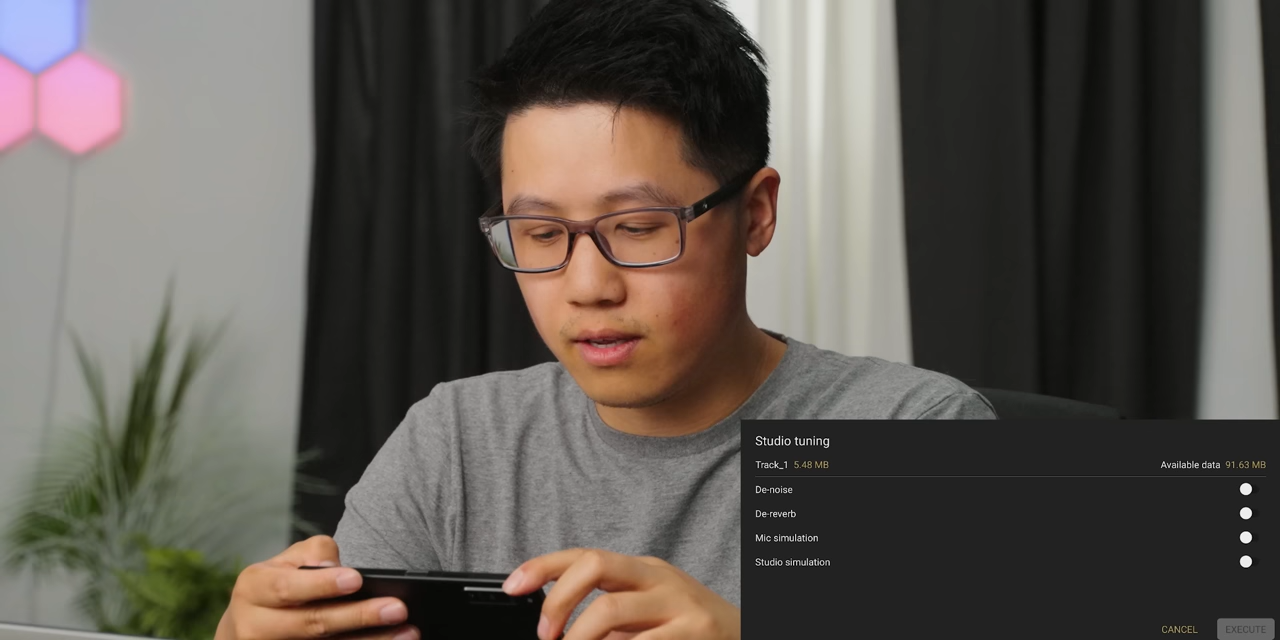 Studio tuning
Track_1 5.48 MB Available data 91.63 MB
De-noise
De-reverb
Mic simulation
Studio simulation
CANCEL EXECUTE